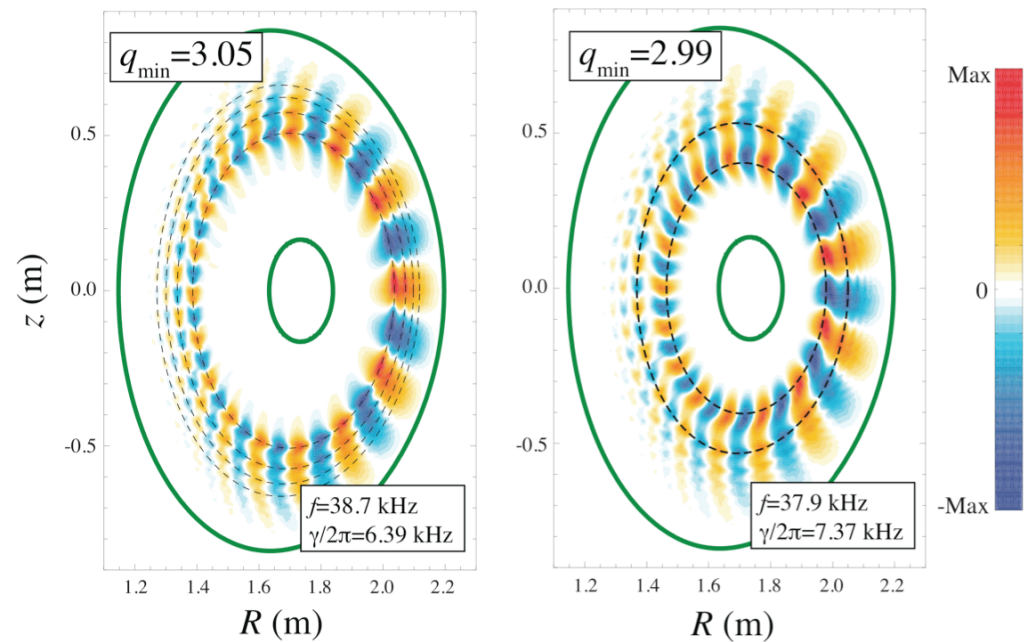 q_min=3.05
q_min=2.99
Max
0
-Max
z (m)
0.5
0.0
-0.5
0.5
0.0
-0.5
f=38.7 kHz
γ/2π=6.39 kHz
f=37.9 kHz
γ/2π=7.37 kHz
1.2 1.4 1.6 1.8 2.0 2.2
1.2 1.4 1.6 1.8 2.0 2.2
R (m)
R (m)